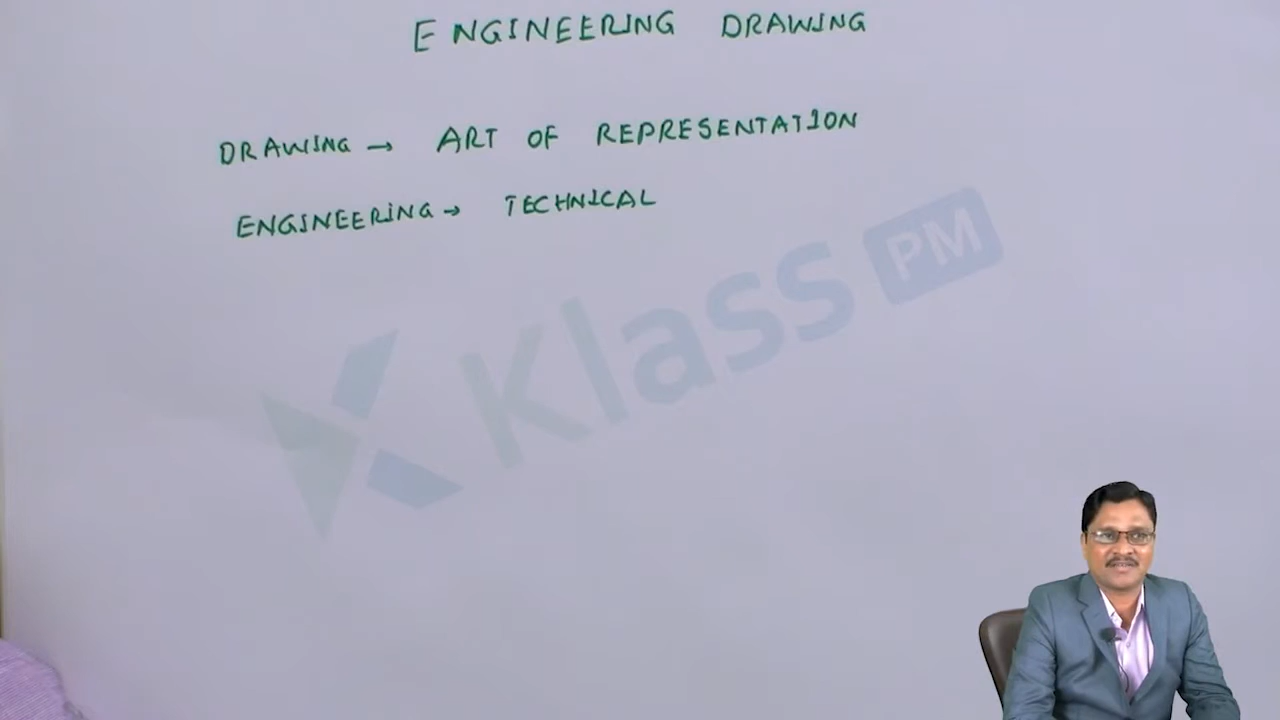 ENGINEERING DRAWING
DRAWING → ART OF REPRESENTATION
ENGINEERING → TECHNICAL
Klass PM